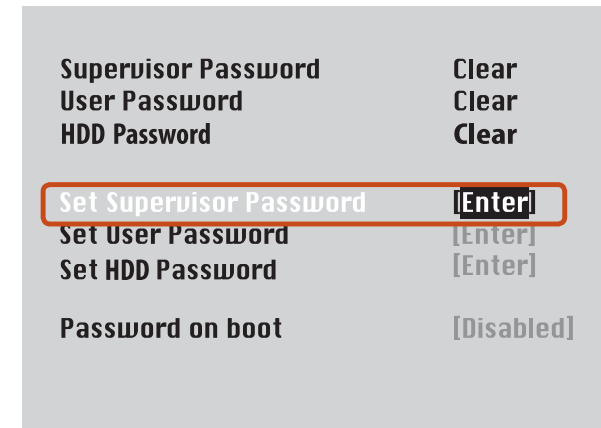 Supervisor Password Clear
User Password Clear
HDD Password Clear
Set Supervisor Password [Enter]
Set User Password [Enter]
Set HDD Password [Enter]
Password on boot [Disabled]